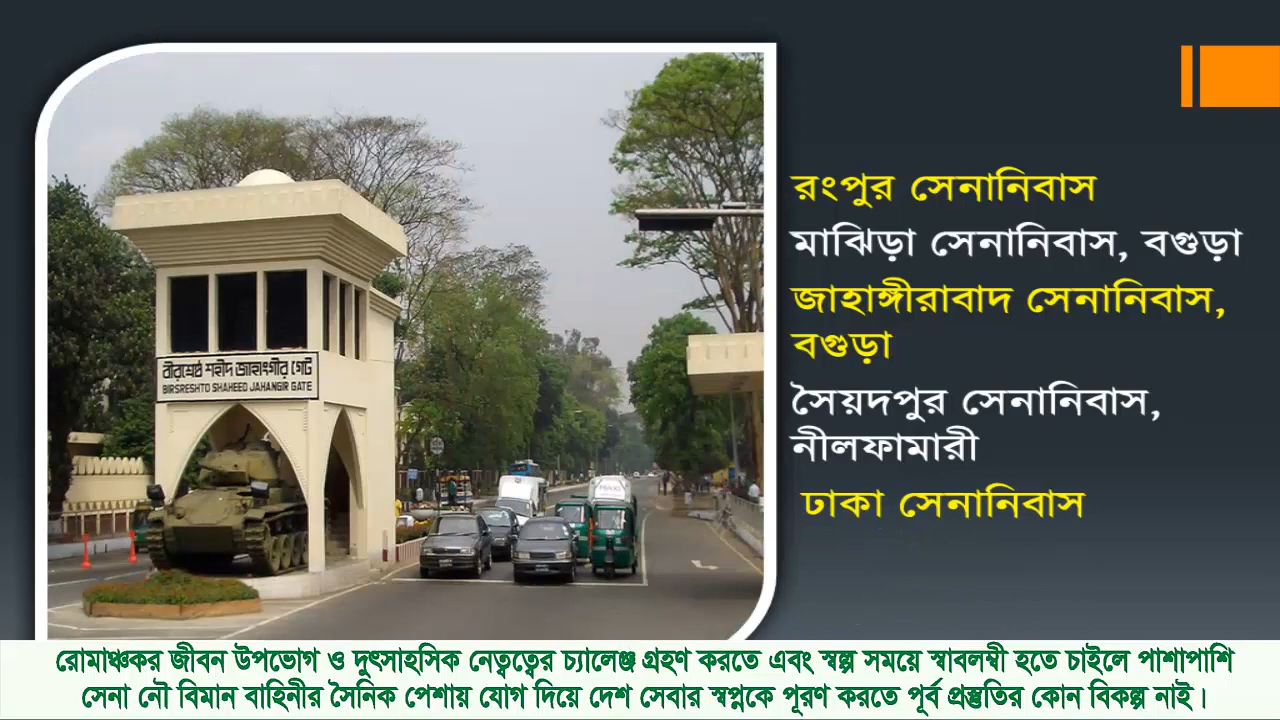 রংপুর সেনানিবাস
মাঝিড়া সেনানিবাস, বগুড়া
জাহাঙ্গীরাবাদ সেনানিবাস,
বগুড়া
সৈয়দপুর সেনানিবাস,
নীলফামারী
ঢাকা সেনানিবাস
বীরশ্রেষ্ঠ শহীদ জাহাংগীর গেট
BIRSRESHTO SHAHEED JAHANGIR GATE
রোমাঞ্চকর জীবন উপভোগ ও দুৎসাহসিক নেতৃত্বের চ্যালেঞ্জ গ্রহণ করতে এবং স্বল্প সময়ে স্বাবলম্বী হতে চাইলে পাশাপাশি
সেনা নৌ বিমান বাহিনীর সৈনিক পেশায় যোগ দিয়ে দেশ সেবার স্বপ্নকে পূরণ করতে পূর্ব প্রস্তুতির কোন বিকল্প নাই।